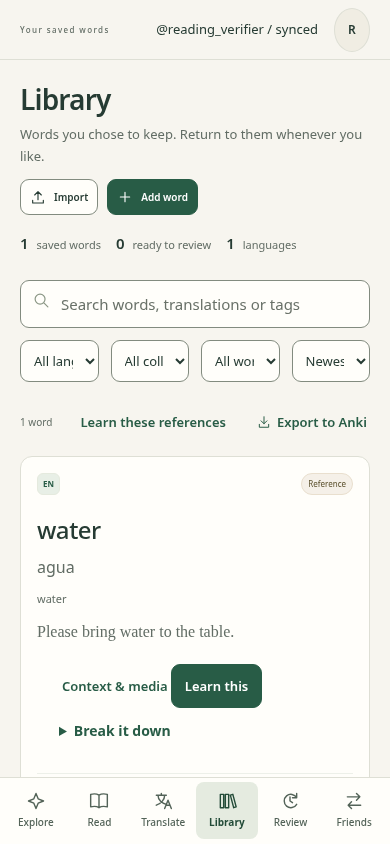 Your saved words
@reading_verifier / synced
R
Library
Words you chose to keep. Return to them whenever you
like.
Import
Add word
1 saved words 0 ready to review 1 languages
Search words, translations or tags
All lang
All coll
All wor
Newes
1 word
Learn these references
Export to Anki
EN
Reference
water
agua
water
Please bring water to the table.
Context & media
Learn this
Break it down
Explore
Read
Translate
Library
Review
Friends